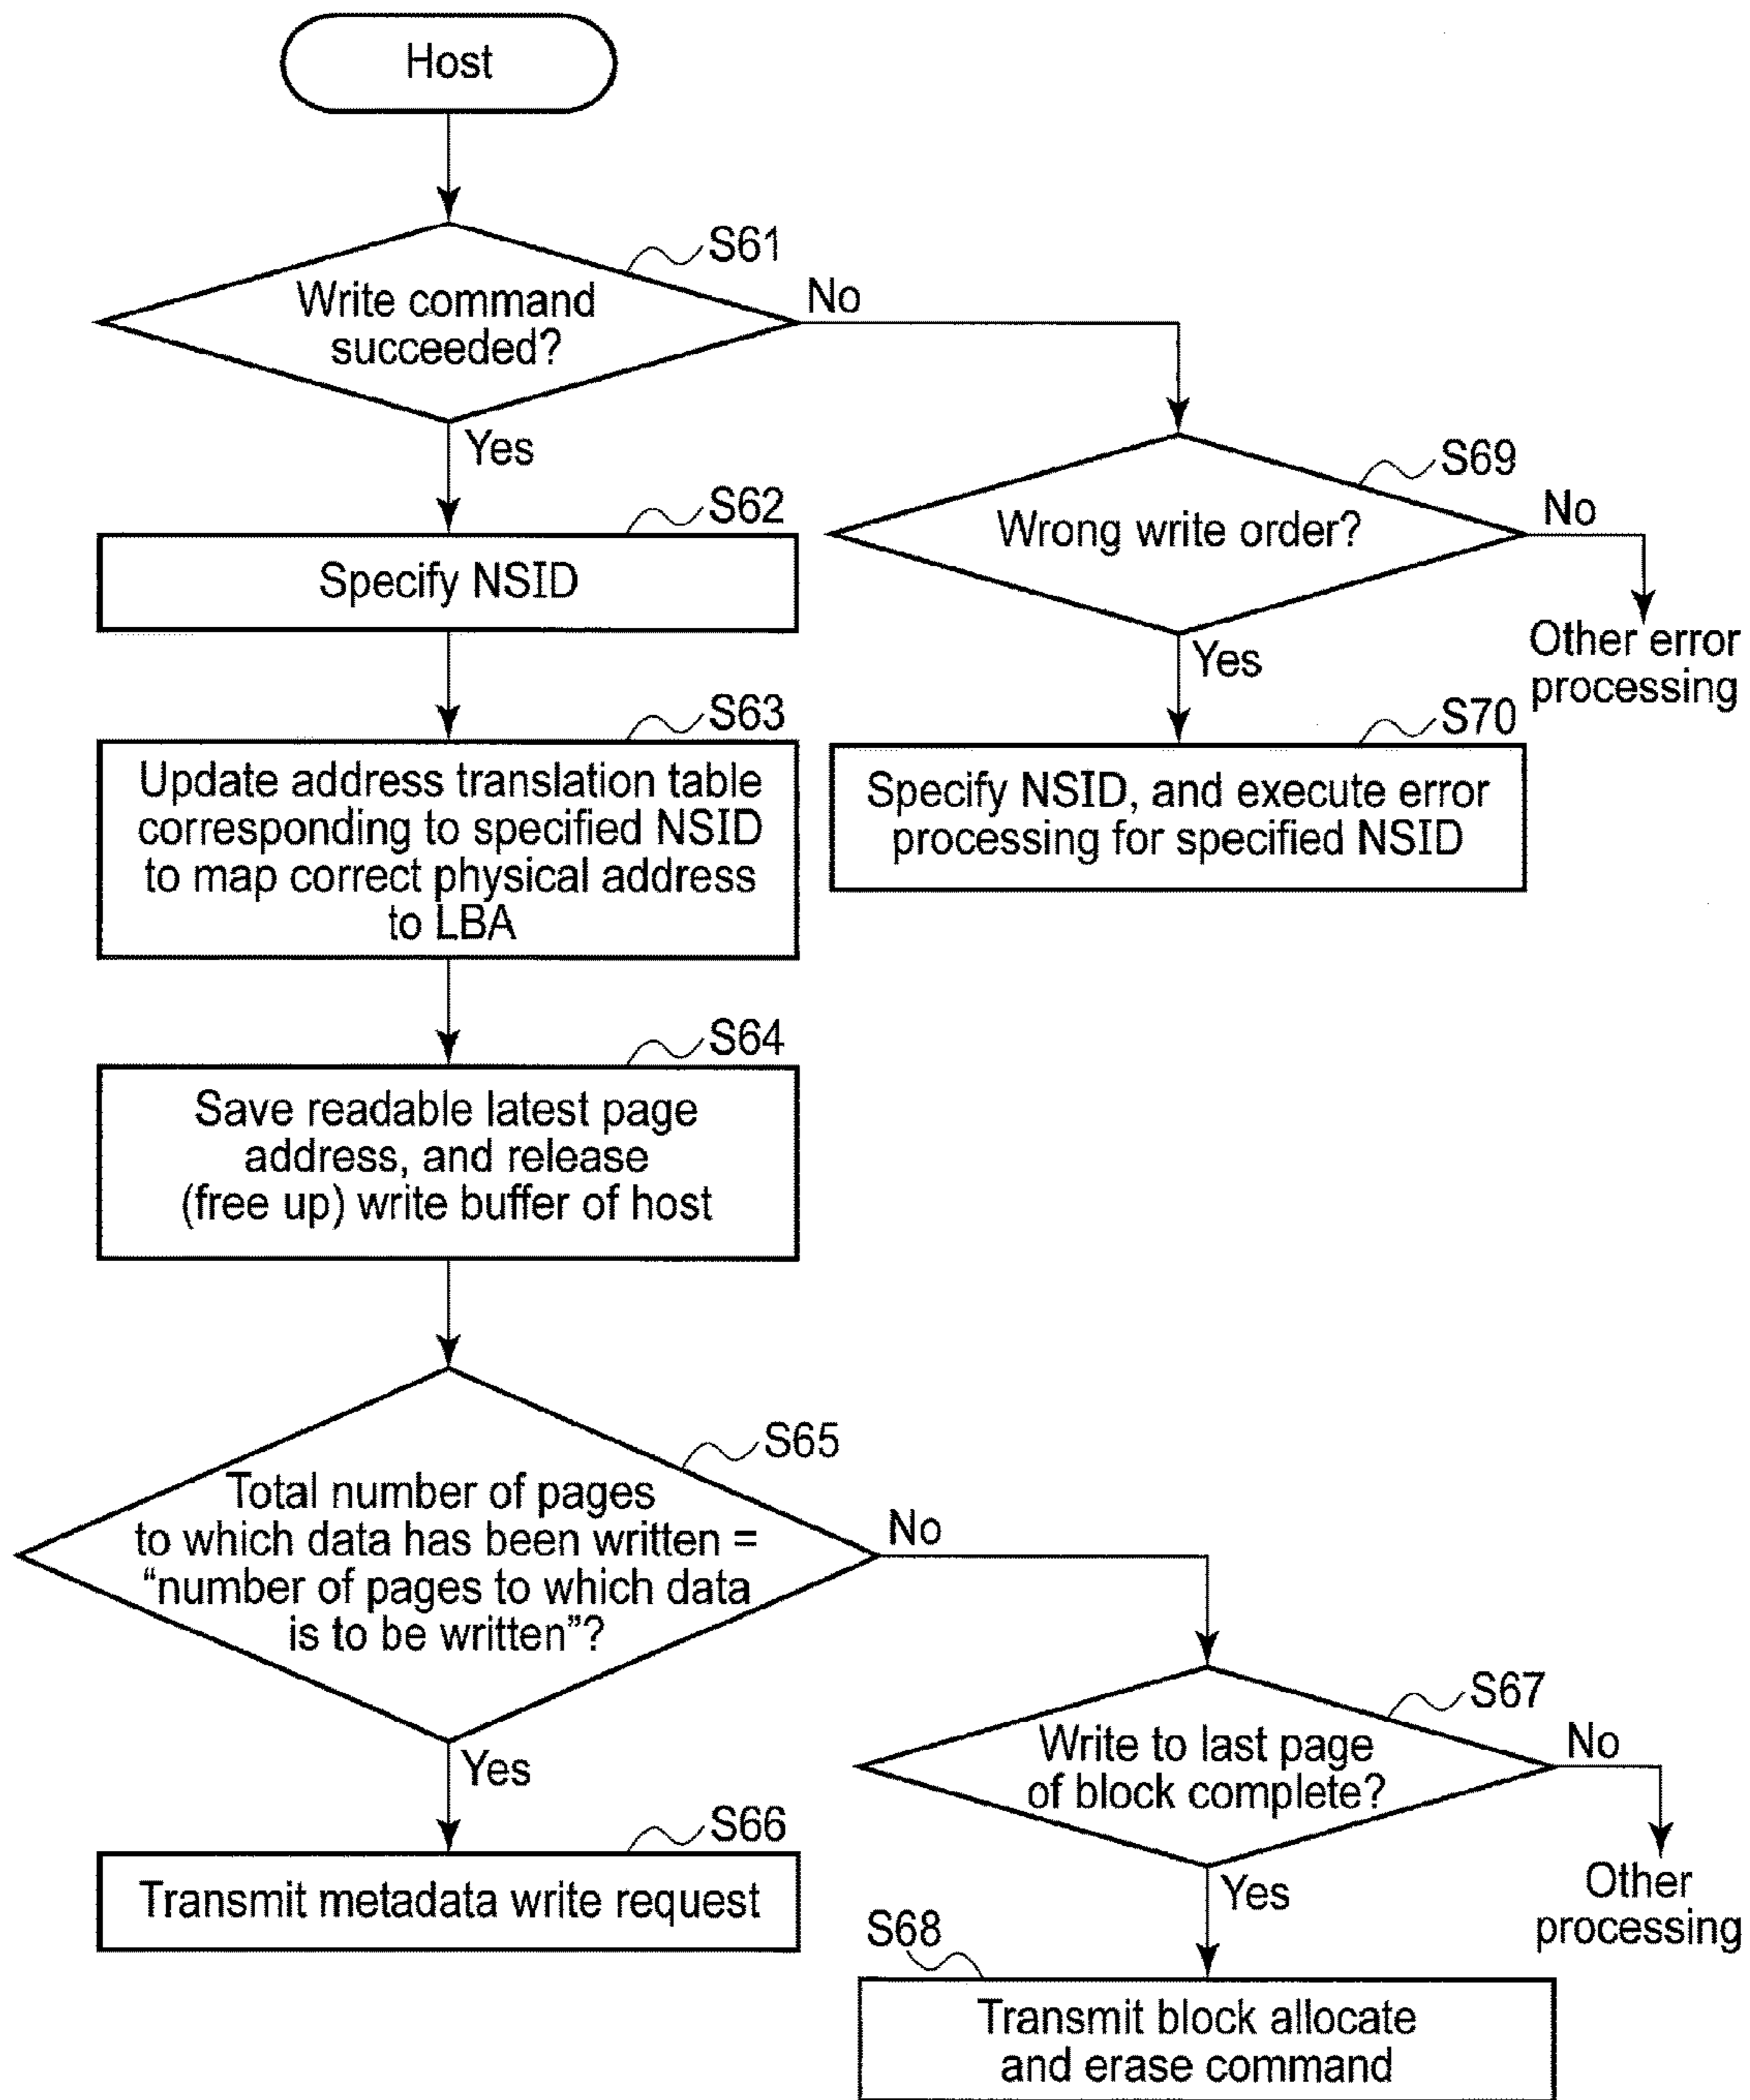 Host
S61
Write command
succeeded?
No
Yes
S69
Wrong write order?
No
Other error
processing
Yes
S62
Specify NSID
S63
Update address translation table
corresponding to specified NSID
to map correct physical address
to LBA
S70
Specify NSID, and execute error
processing for specified NSID
S64
Save readable latest page
address, and release
(free up) write buffer of host
S65
Total number of pages
to which data has been written =
“number of pages to which data
is to be written”?
No
Yes
S66
Transmit metadata write request
S67
Write to last page
of block complete?
No
Other
processing
Yes
S68
Transmit block allocate
and erase command